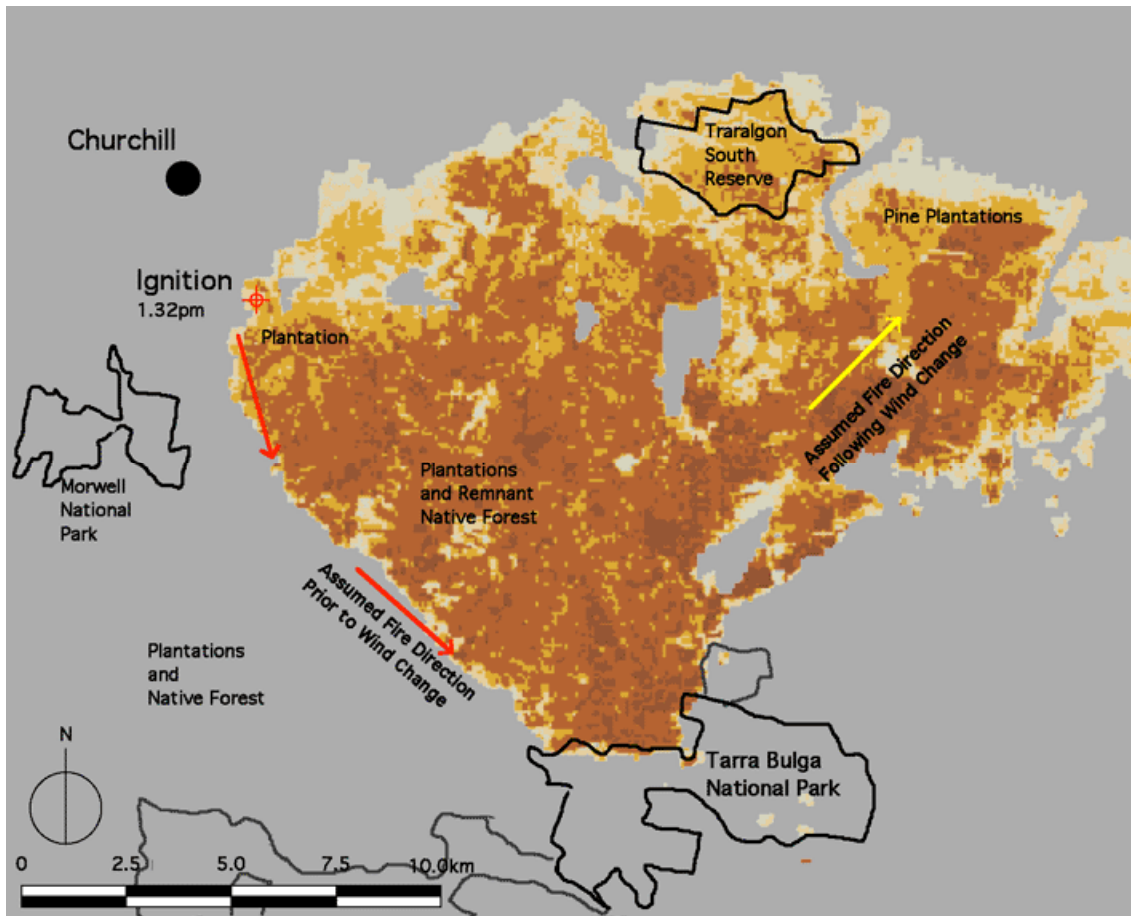 Churchill
Traralgon
South
Reserve
Pine Plantations
Ignition
1.32pm
Plantation
Assumed Fire Direction
Following Wind Change
Plantations
and Remnant
Native Forest
Morwell
National
Park
Assumed Fire Direction
Prior to Wind Change
Plantations
and
Native Forest
N
Tarra Bulga
National Park
0 2.5 5.0 7.5 10.0km